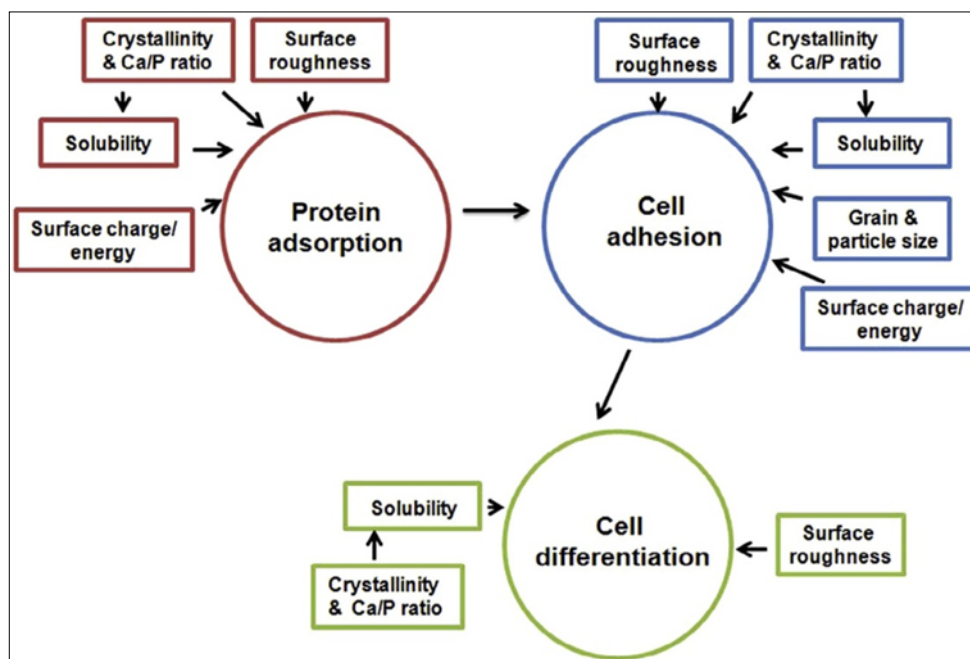 Crystallinity
& Ca/P ratio
Surface
roughness
Solubility
Surface charge/
energy
Protein
adsorption
Surface
roughness
Crystallinity
& Ca/P ratio
Solubility
Grain &
particle size
Surface charge/
energy
Cell
adhesion
Solubility
Crystallinity
& Ca/P ratio
Cell
differentiation
Surface
roughness